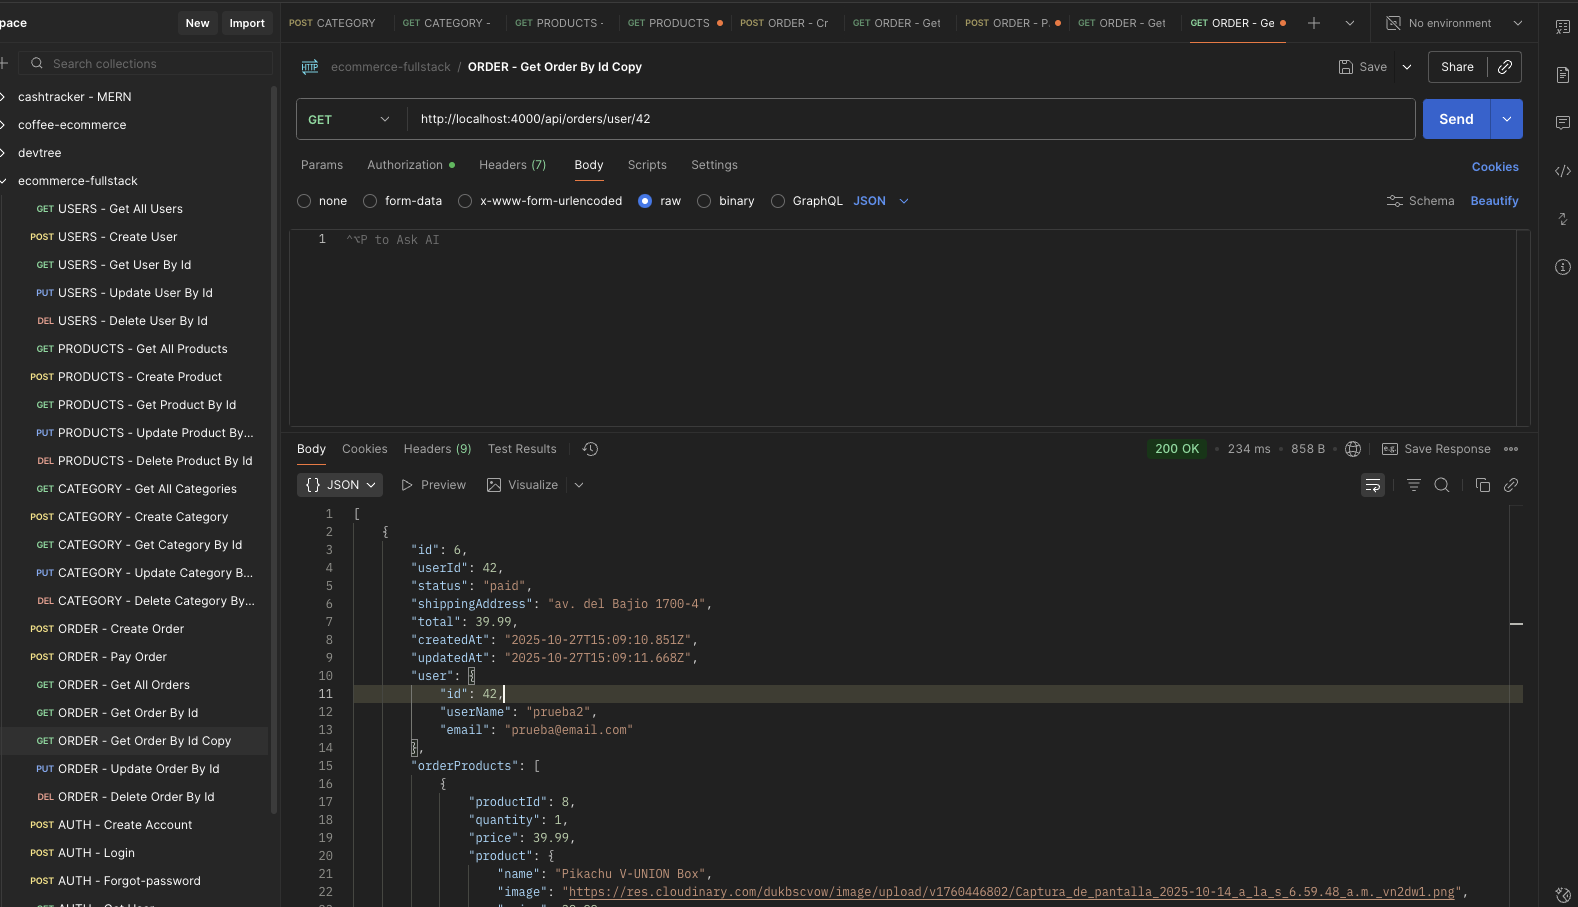 pace
New
Import
POST CATEGORY
GET CATEGORY -
GET PRODUCTS -
GET PRODUCTS
POST ORDER - Cr
GET ORDER - Get
POST ORDER - P.
GET ORDER - Get
GET ORDER - Ge
No environment
Search collections
cashtracker - MERN
coffee-ecommerce
devtree
ecommerce-fullstack
GET USERS - Get All Users
POST USERS - Create User
GET USERS - Get User By Id
PUT USERS - Update User By Id
DEL USERS - Delete User By Id
GET PRODUCTS - Get All Products
POST PRODUCTS - Create Product
GET PRODUCTS - Get Product By Id
PUT PRODUCTS - Update Product By...
DEL PRODUCTS - Delete Product By Id
GET CATEGORY - Get All Categories
POST CATEGORY - Create Category
GET CATEGORY - Get Category By Id
PUT CATEGORY - Update Category B...
DEL CATEGORY - Delete Category By...
POST ORDER - Create Order
POST ORDER - Pay Order
GET ORDER - Get All Orders
GET ORDER - Get Order By Id
GET ORDER - Get Order By Id Copy
PUT ORDER - Update Order By Id
DEL ORDER - Delete Order By Id
POST AUTH - Create Account
POST AUTH - Login
POST AUTH - Forgot-password
HTTP ecommerce-fullstack / ORDER - Get Order By Id Copy
Save
Share
GET
http://localhost:4000/api/orders/user/42
Send
Params
Authorization
Headers (7)
Body
Scripts
Settings
Cookies
none
form-data
x-www-form-urlencoded
raw
binary
GraphQL
JSON
Schema
Beautify
1 ^⌥P to Ask AI
Body
Cookies
Headers (9)
Test Results
200 OK • 234 ms • 858 B
Save Response
{} JSON
Preview
Visualize
1 [
2 {
3 "id": 6,
4 "userId": 42,
5 "status": "paid",
6 "shippingAddress": "av. del Bajio 1700-4",
7 "total": 39.99,
8 "createdAt": "2025-10-27T15:09:10.851Z",
9 "updatedAt": "2025-10-27T15:09:11.668Z",
10 "user": {
11 "id": 42,
12 "userName": "prueba2",
13 "email": "prueba@email.com"
14 },
15 "orderProducts": [
16 {
17 "productId": 8,
18 "quantity": 1,
19 "price": 39.99,
20 "product": {
21 "name": "Pikachu V-UNION Box",
22 "image": "https://res.cloudinary.com/dukbscvow/image/upload/v1760446802/Captura_de_pantalla_2025-10-14_a_la_s_6.59.48_a.m._vn2dw1.png",